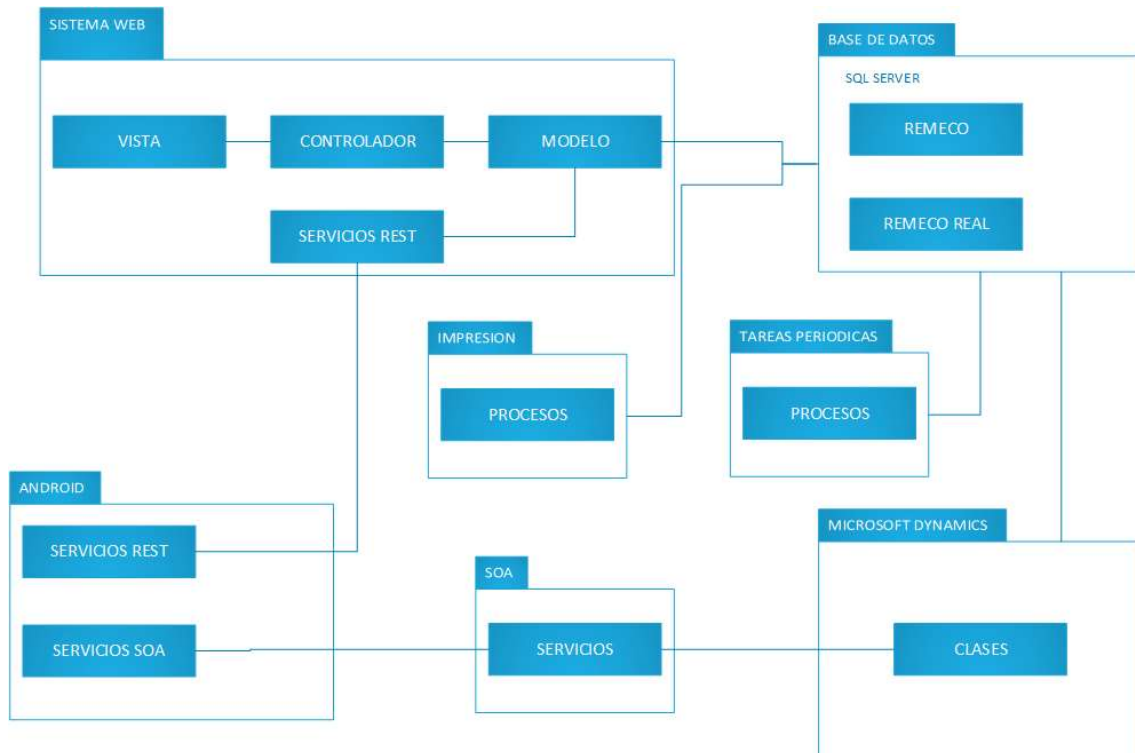 SISTEMA WEB
VISTA
CONTROLADOR
MODELO
SERVICIOS REST
BASE DE DATOS
SQL SERVER
REMECO
REMECO REAL
IMPRESION
PROCESOS
TAREAS PERIODICAS
PROCESOS
ANDROID
SERVICIOS REST
SERVICIOS SOA
SOA
SERVICIOS
MICROSOFT DYNAMICS
CLASES